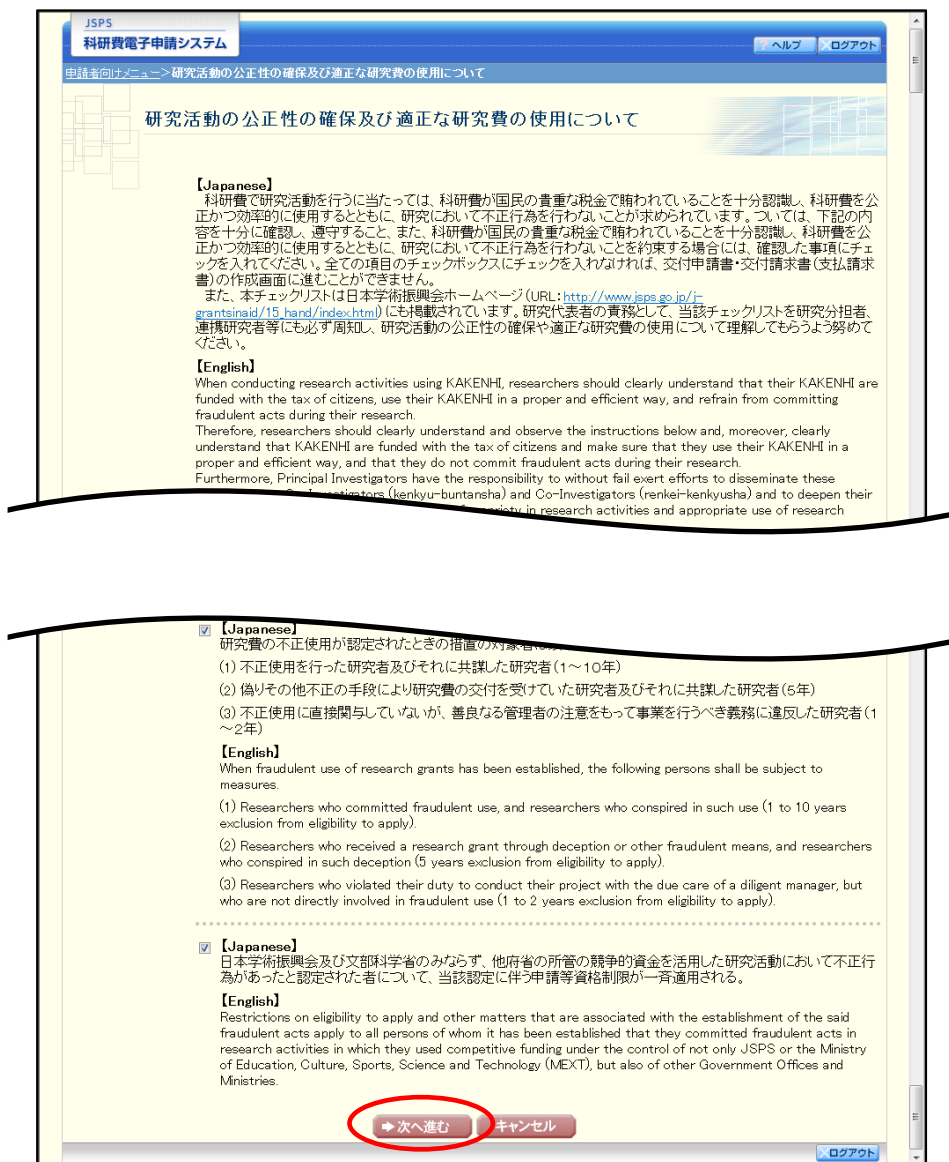 JSPS
科研費電子申請システム
? ヘルプ
ログアウト
申請者向けメニュー>研究活動の公正性の確保及び適正な研究費の使用について
研究活動の公正性の確保及び適正な研究費の使用について
【Japanese】
科研費で研究活動を行うに当たっては、科研費が国民の貴重な税金で賄われていることを十分認識し、科研費を公
正かつ効率的に使用するとともに、研究において不正行為を行わないことが求められています。ついては、下記の内
容を十分に確認し、遵守すること、また、科研費が国民の貴重な税金で賄われていることを十分認識し、科研費を公
正かつ効率的に使用するとともに、研究において不正行為を行わないことを約束する場合には、確認した事項にチェ
ックを入れてください。全ての項目のチェックボックスにチェックを入れなければ、交付申請書・交付請求書(支払請求
書)の作成画面に進むことができません。
また、本チェックリストは日本学術振興会ホームページ(URL:http://www.jsps.go.jp/j-
grantsinaid/15_hand/index.html)にも掲載されています。研究代表者の責務として、当該チェックリストを研究分担者、
連携研究者等にも必ず周知し、研究活動の公正性の確保や適正な研究費の使用について理解してもらうよう努めて
ください。
【English】
When conducting research activities using KAKENHI, researchers should clearly understand that their KAKENHI are
funded with the tax of citizens, use their KAKENHI in a proper and efficient way, and refrain from committing
fraudulent acts during their research.
Therefore, researchers should clearly understand and observe the instructions below and, moreover, clearly
understand that KAKENHI are funded with the tax of citizens and make sure that they use their KAKENHI in a
proper and efficient way, and that they do not commit fraudulent acts during their research.
Furthermore, Principal Investigators have the responsibility to without fail exert efforts to disseminate these
(kenkyu-buntansha) and Co-Investigators (renkei-kenkyusha) and to deepen their
in research activities and appropriate use of research
【Japanese】
研究費の不正使用が認定されたときの措置の対象者
(1) 不正使用を行った研究者及びそれに共謀した研究者(1～10年)
(2) 偽りその他不正の手段により研究費の交付を受けていた研究者及びそれに共謀した研究者(5年)
(3) 不正使用に直接関与していないが、善良なる管理者の注意をもって事業を行うべき義務に違反した研究者(1
～2年)
【English】
When fraudulent use of research grants has been established, the following persons shall be subject to
measures.
(1) Researchers who committed fraudulent use, and researchers who conspired in such use (1 to 10 years
exclusion from eligibility to apply).
(2) Researchers who received a research grant through deception or other fraudulent means, and researchers
who conspired in such deception (5 years exclusion from eligibility to apply).
(3) Researchers who violated their duty to conduct their project with the due care of a diligent manager, but
who are not directly involved in fraudulent use (1 to 2 years exclusion from eligibility to apply).
【Japanese】
日本学術振興会及び文部科学省のみならず、他府省の所管の競争的資金を活用した研究活動において不正行
為があったと認定された者について、当該認定に伴う申請等資格制限が一斉適用される。
【English】
Restrictions on eligibility to apply and other matters that are associated with the establishment of the said
fraudulent acts apply to all persons of whom it has been established that they committed fraudulent acts in
research activities in which they used competitive funding under the control of not only JSPS or the Ministry
of Education, Culture, Sports, Science and Technology (MEXT), but also of other Government Offices and
Ministries.
次へ進む
キャンセル
ログアウト